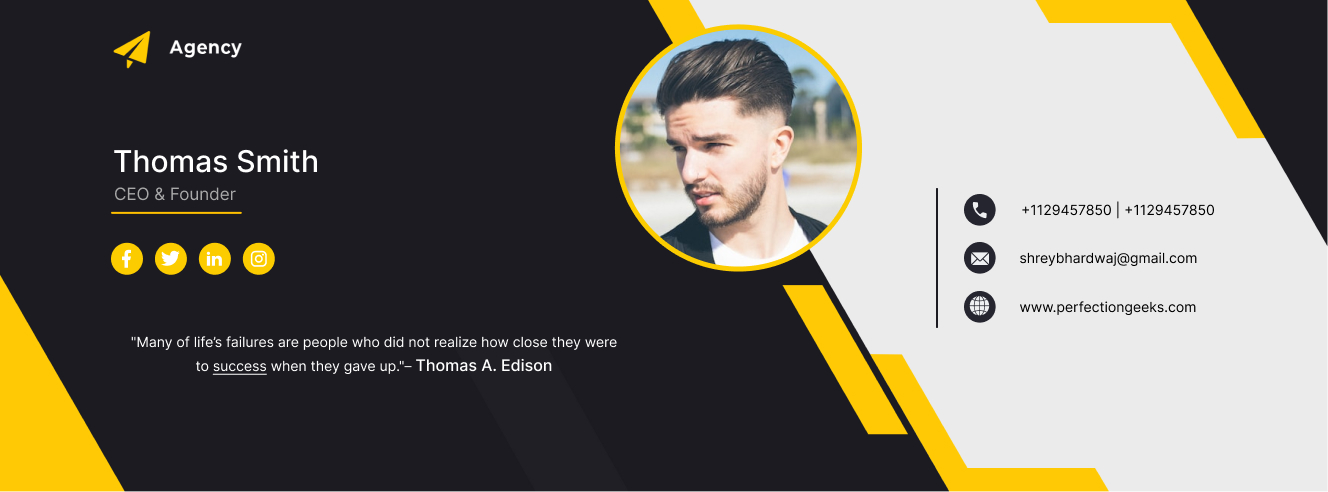 Agency
Thomas Smith
CEO & Founder
"Many of life’s failures are people who did not realize how close they were
to success when they gave up."– Thomas A. Edison
+1129457850 | +1129457850
shreybhardwaj@gmail.com
www.perfectiongeeks.com